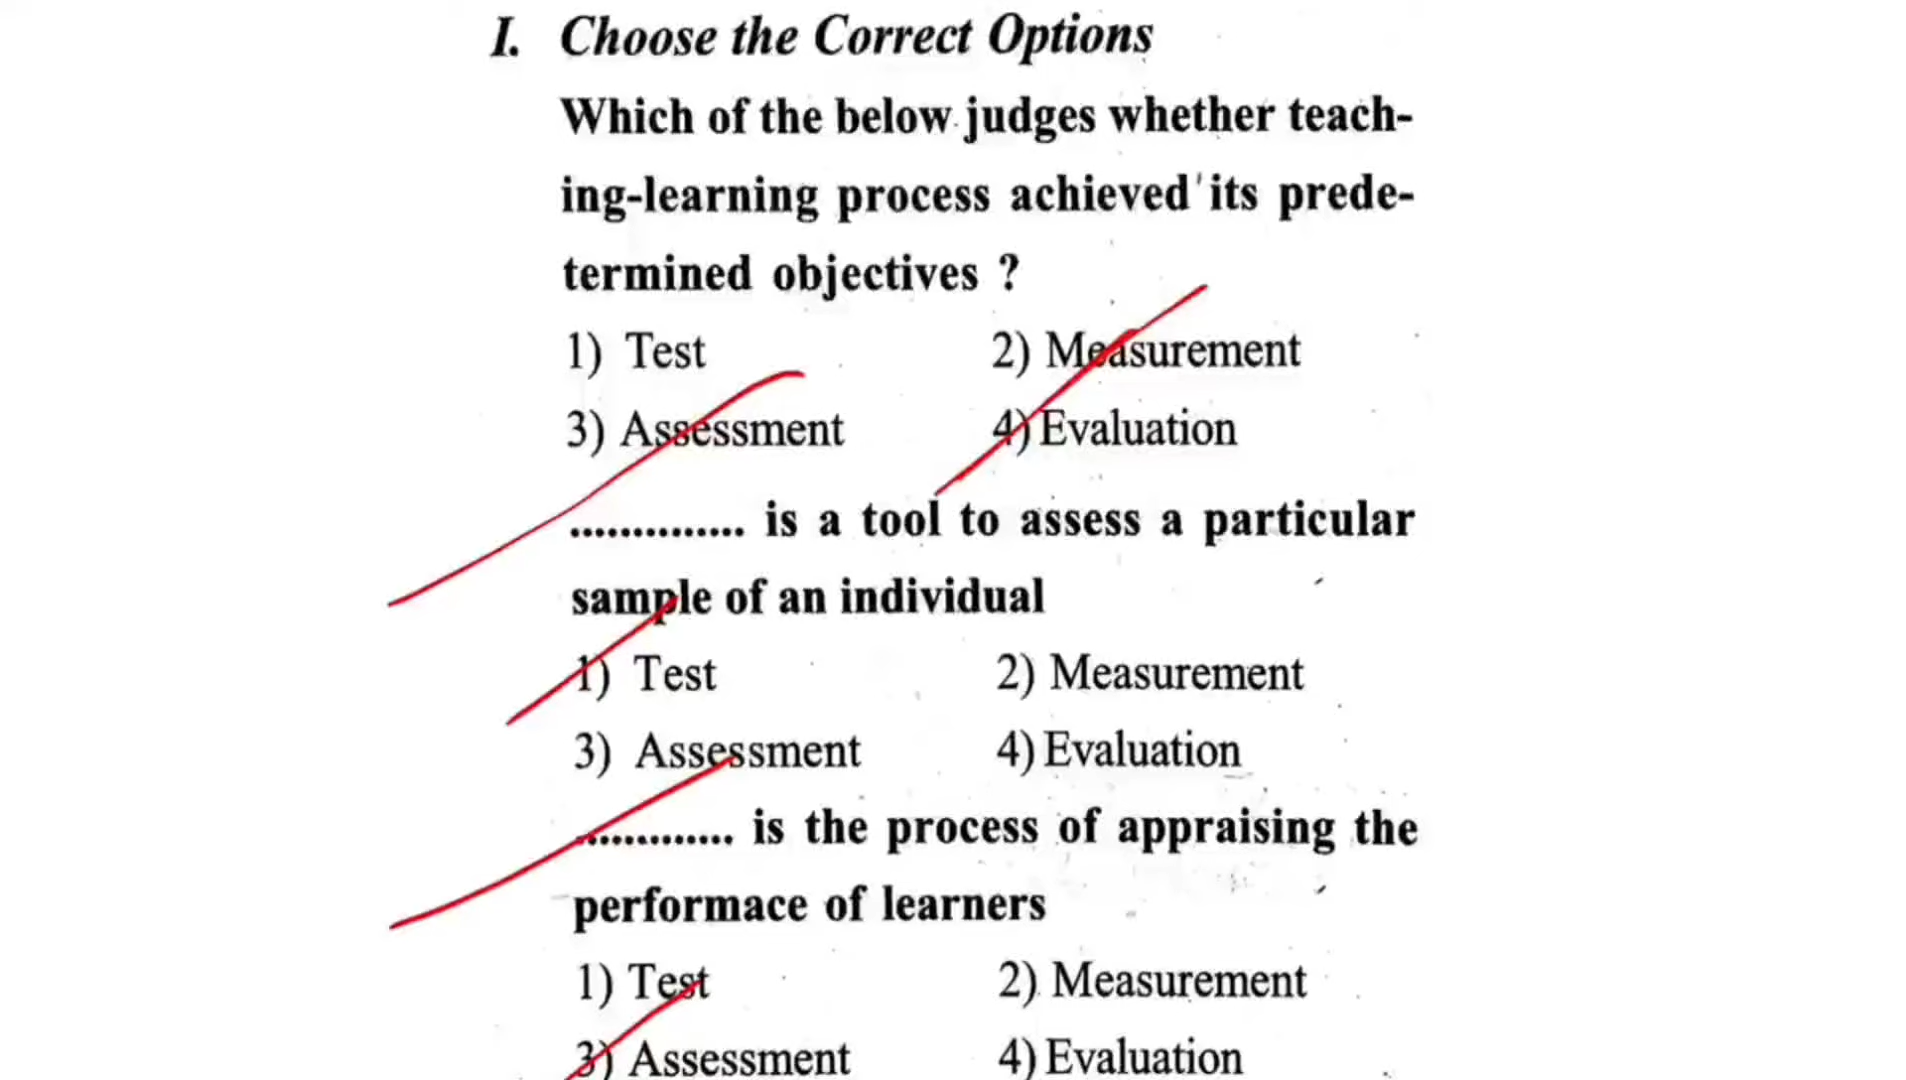 I. Choose the Correct Options
Which of the below judges whether teach-
ing-learning process achieved its prede-
termined objectives ?
1) Test 2) Measurement
3) Assessment 4) Evaluation
.............. is a tool to assess a particular
sample of an individual
1) Test 2) Measurement
3) Assessment 4) Evaluation
............. is the process of appraising the
performace of learners
1) Test 2) Measurement
3) Assessment 4) Evaluation